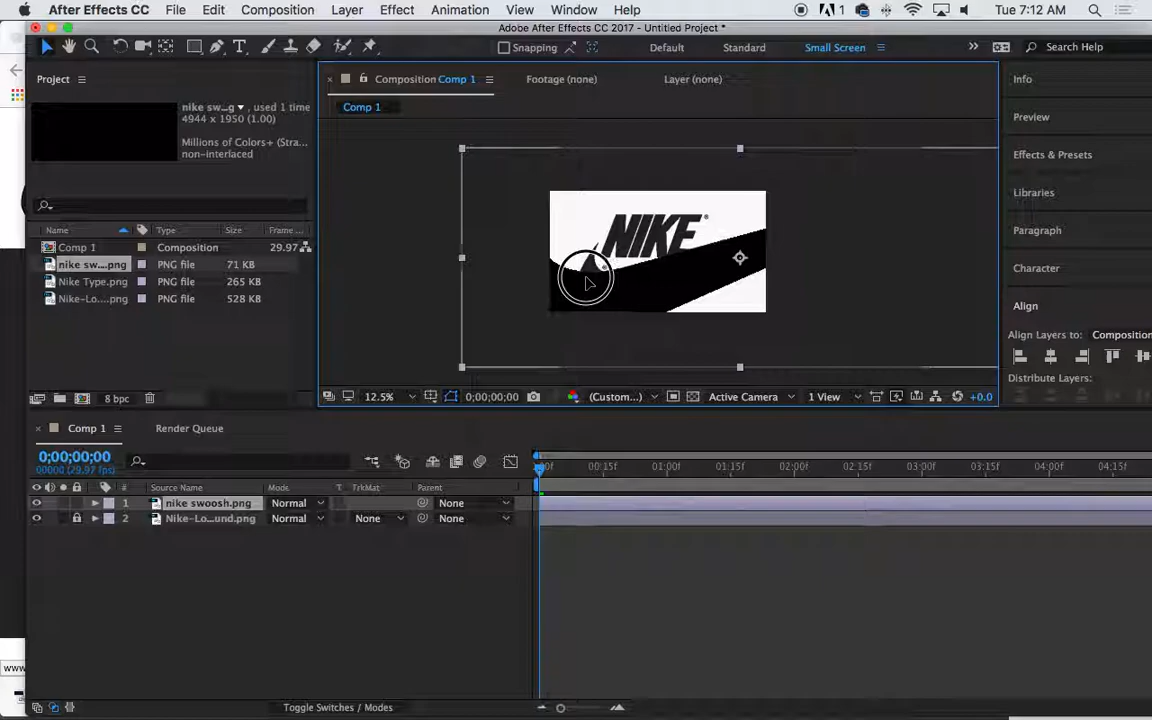 After Effects CC File Edit Composition Layer Effect Animation View Window Help 1 Tue 7:12 AM
Adobe After Effects CC 2017 - Untitled Project *
T Snapping Default Standard Small Screen Search Help
Project
nike sw...g , used 1 time
4944 x 1950 (1.00)
Millions of Colors+ (Stra...
non-interlaced
Name Type Size Frame...
Comp 1 Composition 29.97
nike sw....png PNG file 71 KB
Nike Type.png PNG file 265 KB
Nike-Lo....png PNG file 528 KB
8 bpc
Composition Comp 1 Footage (none) Layer (none)
Comp 1
NIKE®
12.5% 0;00;00;00 (Custom...) Active Camera 1 View +0.0
Info
Preview
Effects & Presets
Libraries
Paragraph
Character
Align
Align Layers to: Composition
Distribute Layers:
Comp 1 Render Queue
0;00;00;00
00000 (29.97 fps)
:00f 00:15f 01:00f 01:15f 02:00f 02:15f 03:00f 03:15f 04:00f 04:15f
# Source Name Mode T TrkMat Parent
1 nike swoosh.png Normal None
2 Nike-Lo...und.png Normal None None
www
Toggle Switches / Modes